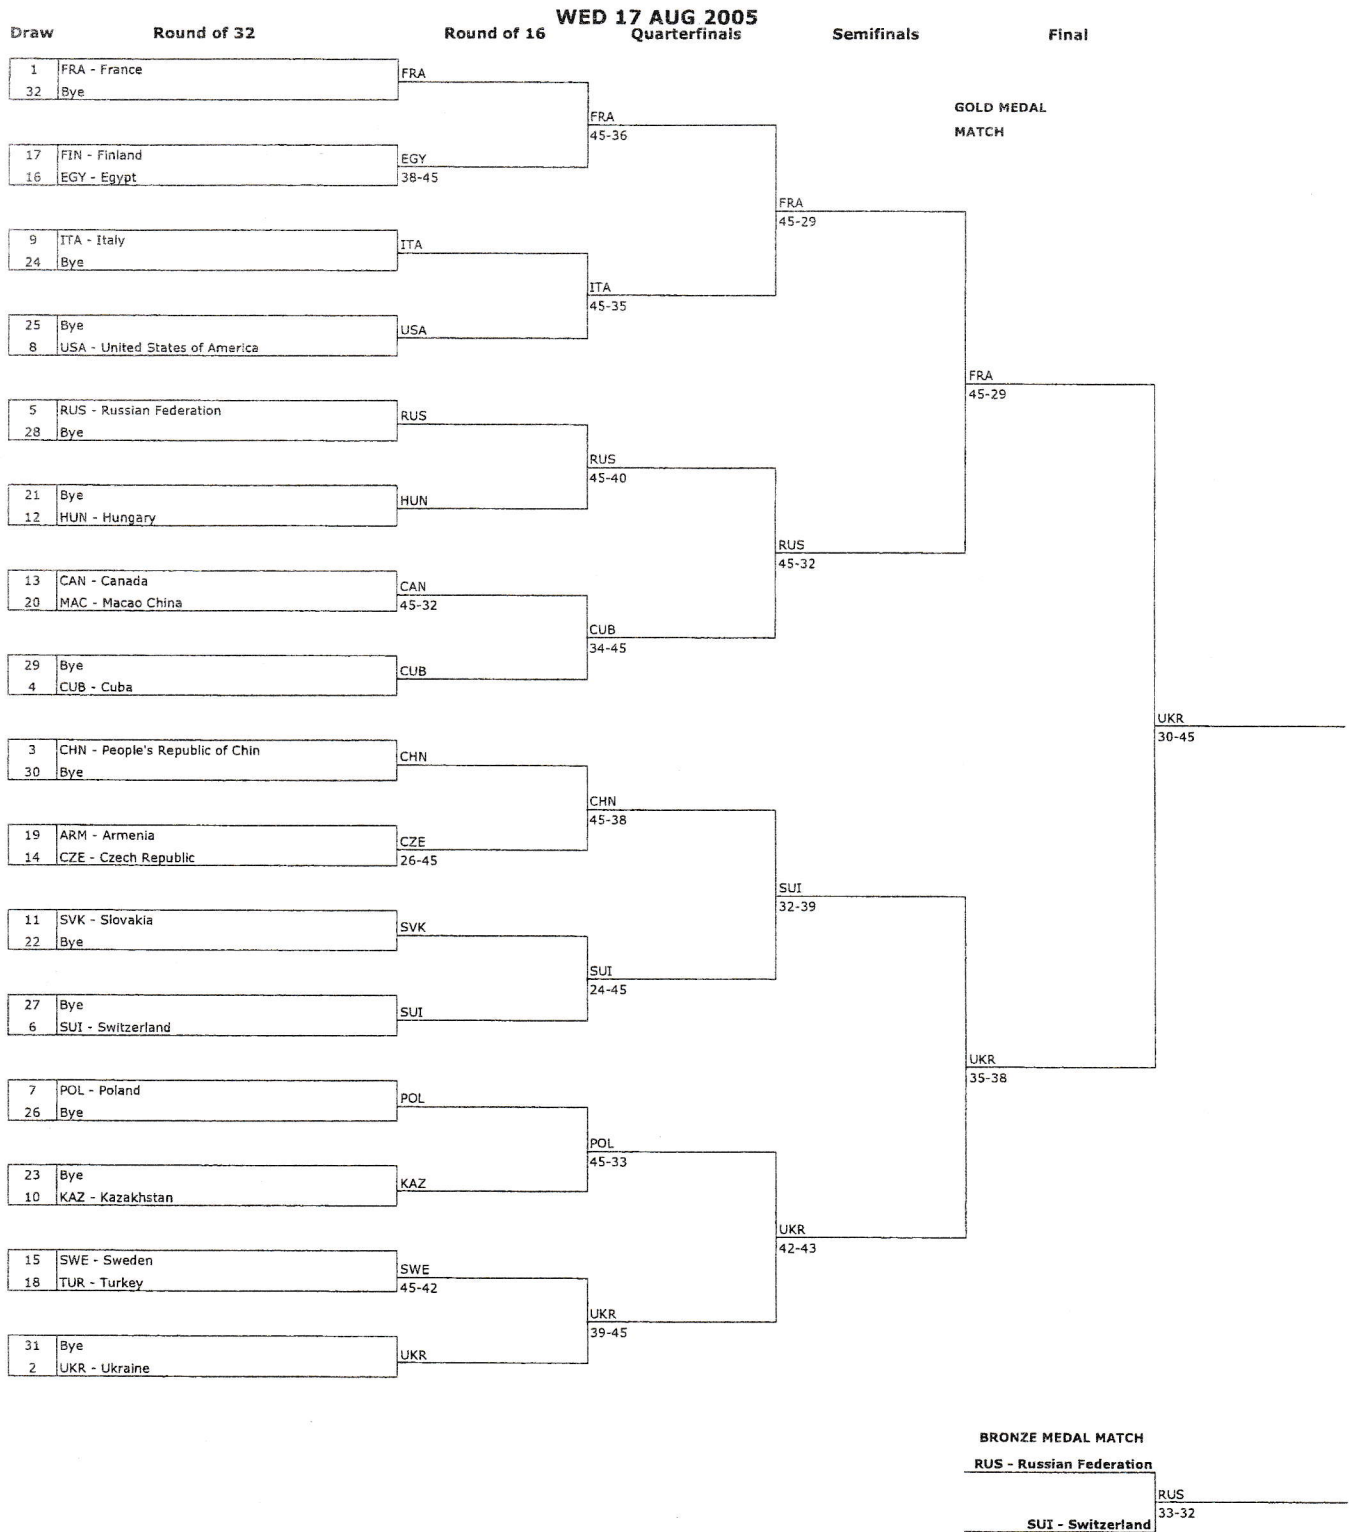 WED 17 AUG 2005
Draw Round of 32 Round of 16 Quarterfinals Semifinals Final
1 FRA - France
32 Bye
FRA
17 FIN - Finland
16 EGY - Egypt
EGY
38-45
FRA
45-36
9 ITA - Italy
24 Bye
ITA
25 Bye
8 USA - United States of America
USA
ITA
45-35
FRA
45-29
5 RUS - Russian Federation
28 Bye
RUS
21 Bye
12 HUN - Hungary
HUN
RUS
45-40
13 CAN - Canada
20 MAC - Macao China
CAN
45-32
29 Bye
4 CUB - Cuba
CUB
CUB
34-45
RUS
45-32
GOLD MEDAL
MATCH
FRA
45-29
3 CHN - People's Republic of Chin
30 Bye
CHN
19 ARM - Armenia
14 CZE - Czech Republic
CZE
26-45
CHN
45-38
11 SVK - Slovakia
22 Bye
SVK
27 Bye
6 SUI - Switzerland
SUI
SUI
24-45
SUI
32-39
7 POL - Poland
26 Bye
POL
23 Bye
10 KAZ - Kazakhstan
KAZ
POL
45-33
15 SWE - Sweden
18 TUR - Turkey
SWE
45-42
31 Bye
2 UKR - Ukraine
UKR
UKR
39-45
UKR
42-43
UKR
35-38
UKR
30-45
BRONZE MEDAL MATCH
RUS - Russian Federation
SUI - Switzerland
RUS
33-32